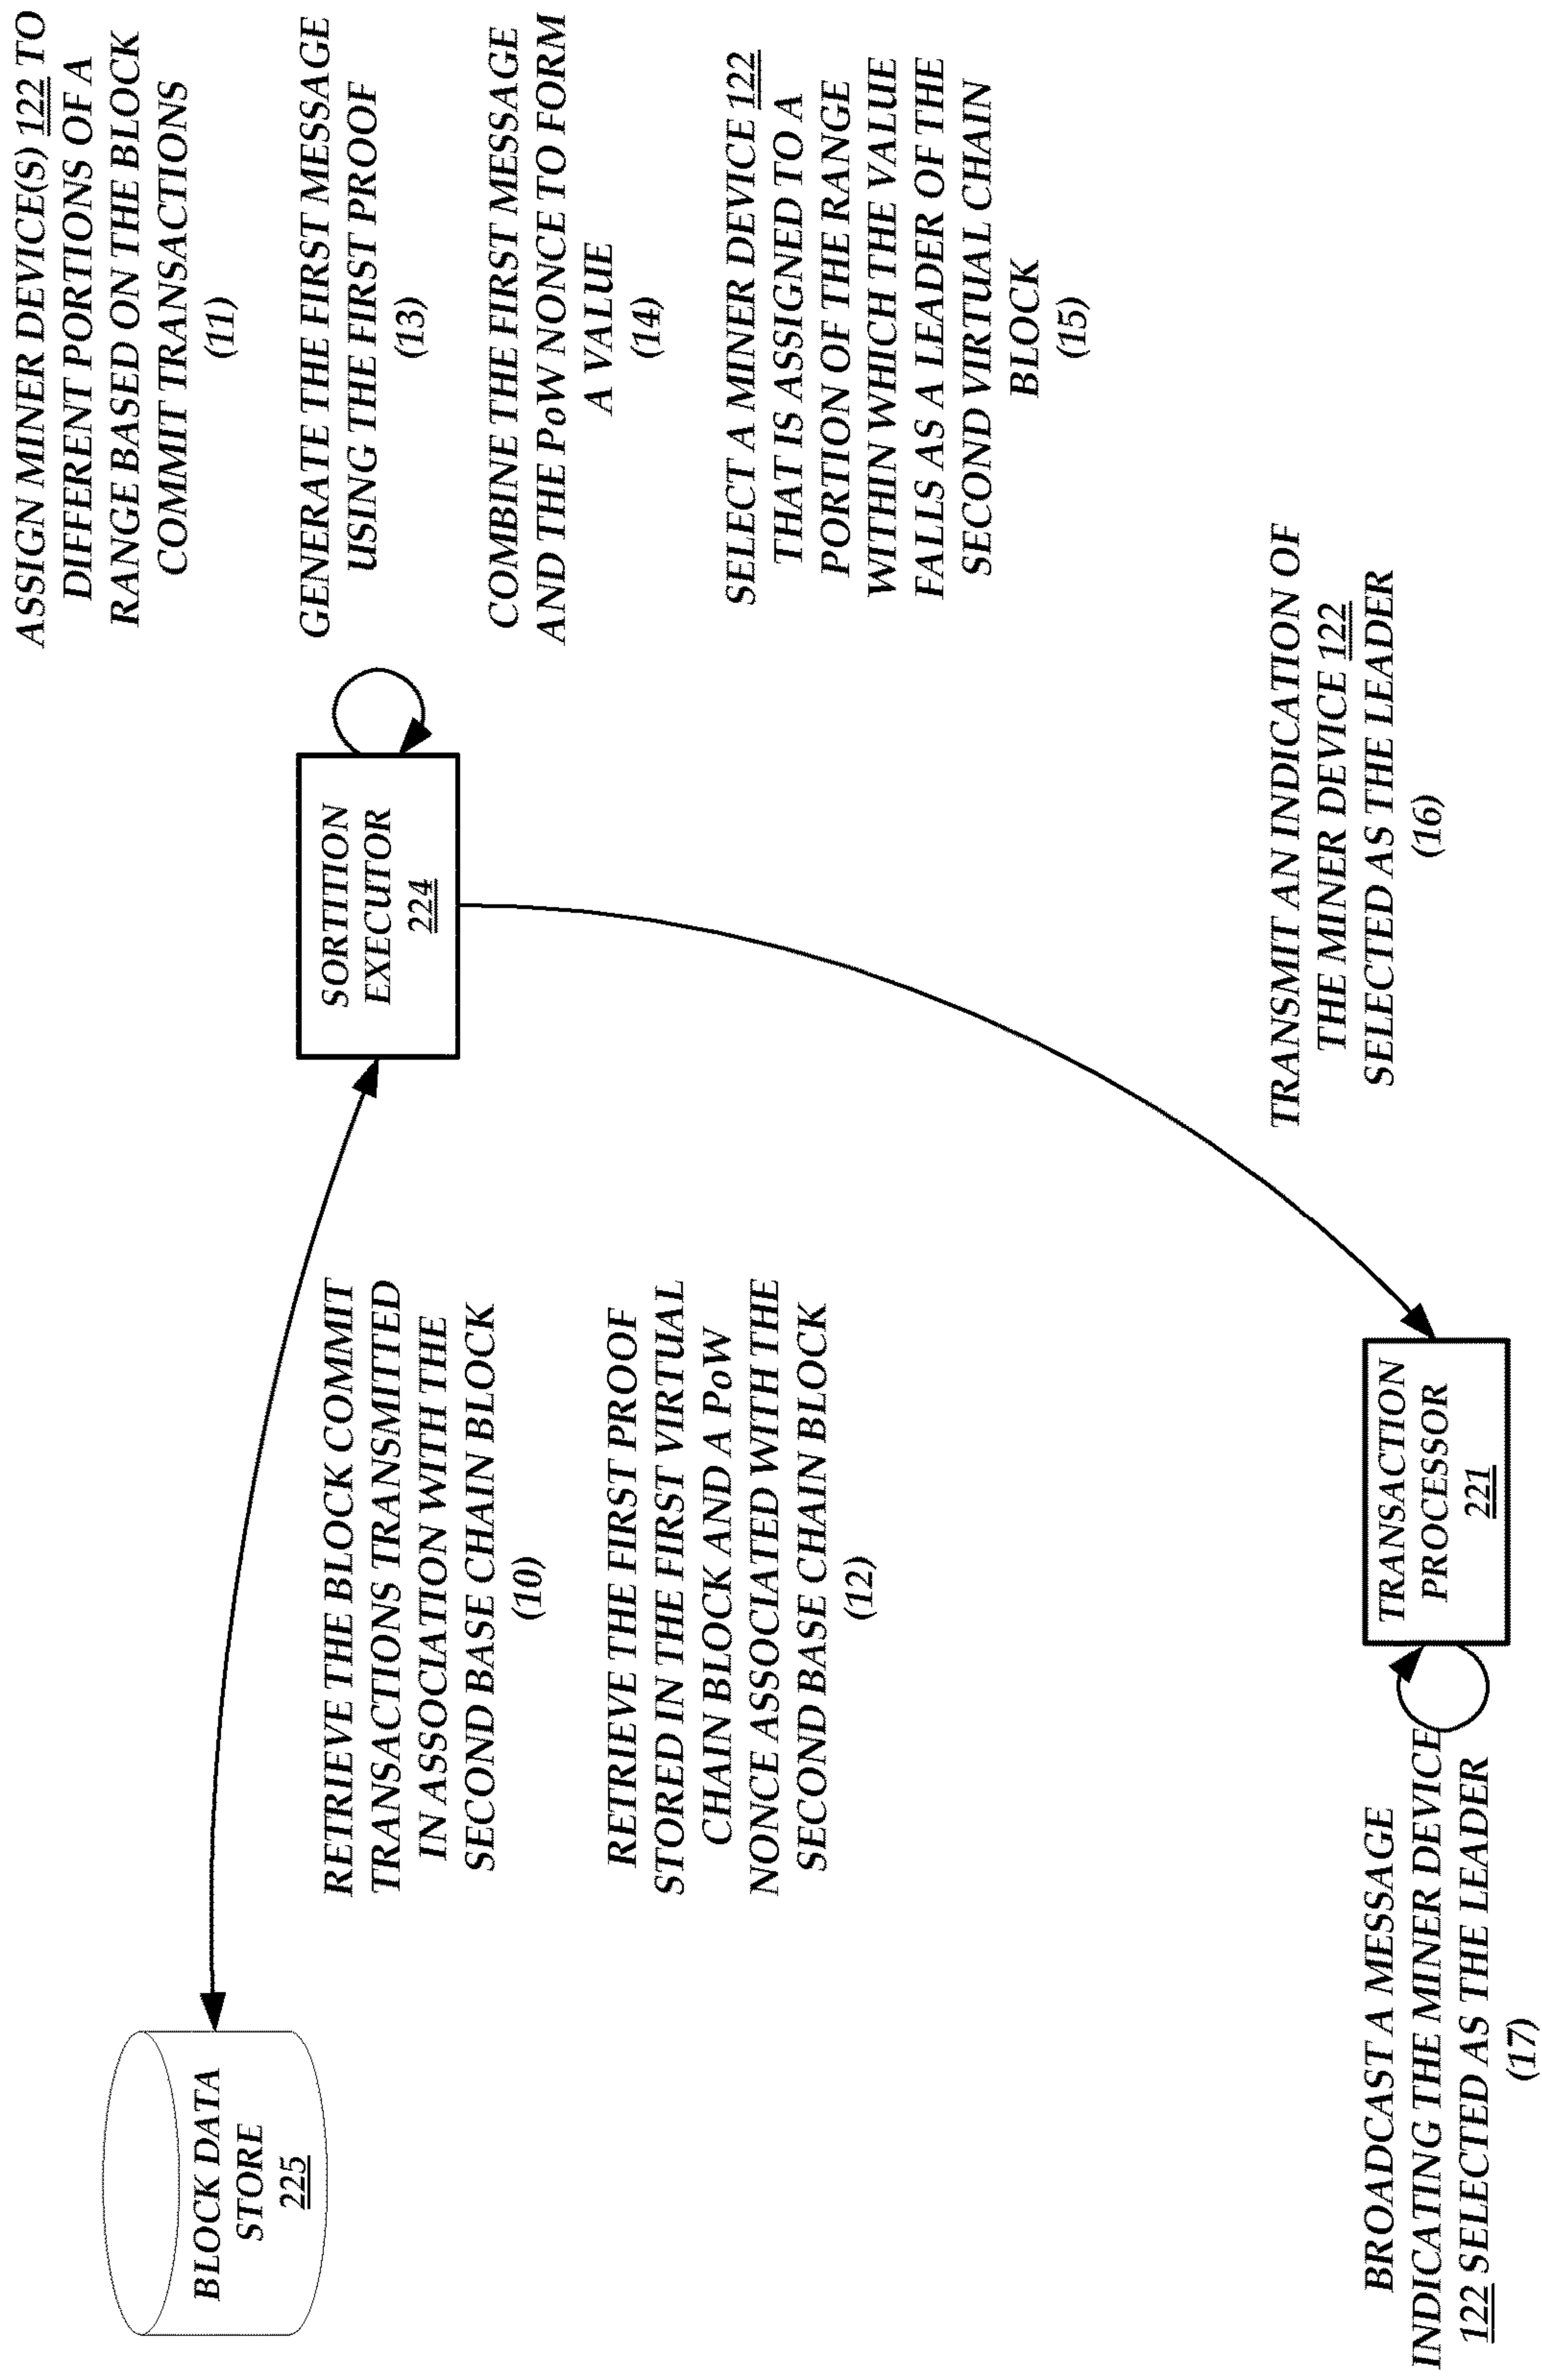 BLOCK DATA
STORE
225
RETRIEVE THE BLOCK COMMIT
TRANSACTIONS TRANSMITTED
IN ASSOCIATION WITH THE
SECOND BASE CHAIN BLOCK
(10)
RETRIEVE THE FIRST PROOF
STORED IN THE FIRST VIRTUAL
CHAIN BLOCK AND A PoW
NONCE ASSOCIATED WITH THE
SECOND BASE CHAIN BLOCK
(12)
SORTITION
EXECUTOR
224
ASSIGN MINER DEVICE(S) 122 TO
DIFFERENT PORTIONS OF A
RANGE BASED ON THE BLOCK
COMMIT TRANSACTIONS
(11)
GENERATE THE FIRST MESSAGE
USING THE FIRST PROOF
(13)
COMBINE THE FIRST MESSAGE
AND THE PoW NONCE TO FORM
A VALUE
(14)
SELECT A MINER DEVICE 122
THAT IS ASSIGNED TO A
PORTION OF THE RANGE
WITHIN WHICH THE VALUE
FALLS AS A LEADER OF THE
SECOND VIRTUAL CHAIN
BLOCK
(15)
TRANSMIT AN INDICATION OF
THE MINER DEVICE 122
SELECTED AS THE LEADER
(16)
TRANSACTION
PROCESSOR
221
BROADCAST A MESSAGE
INDICATING THE MINER DEVICE
122 SELECTED AS THE LEADER
(17)